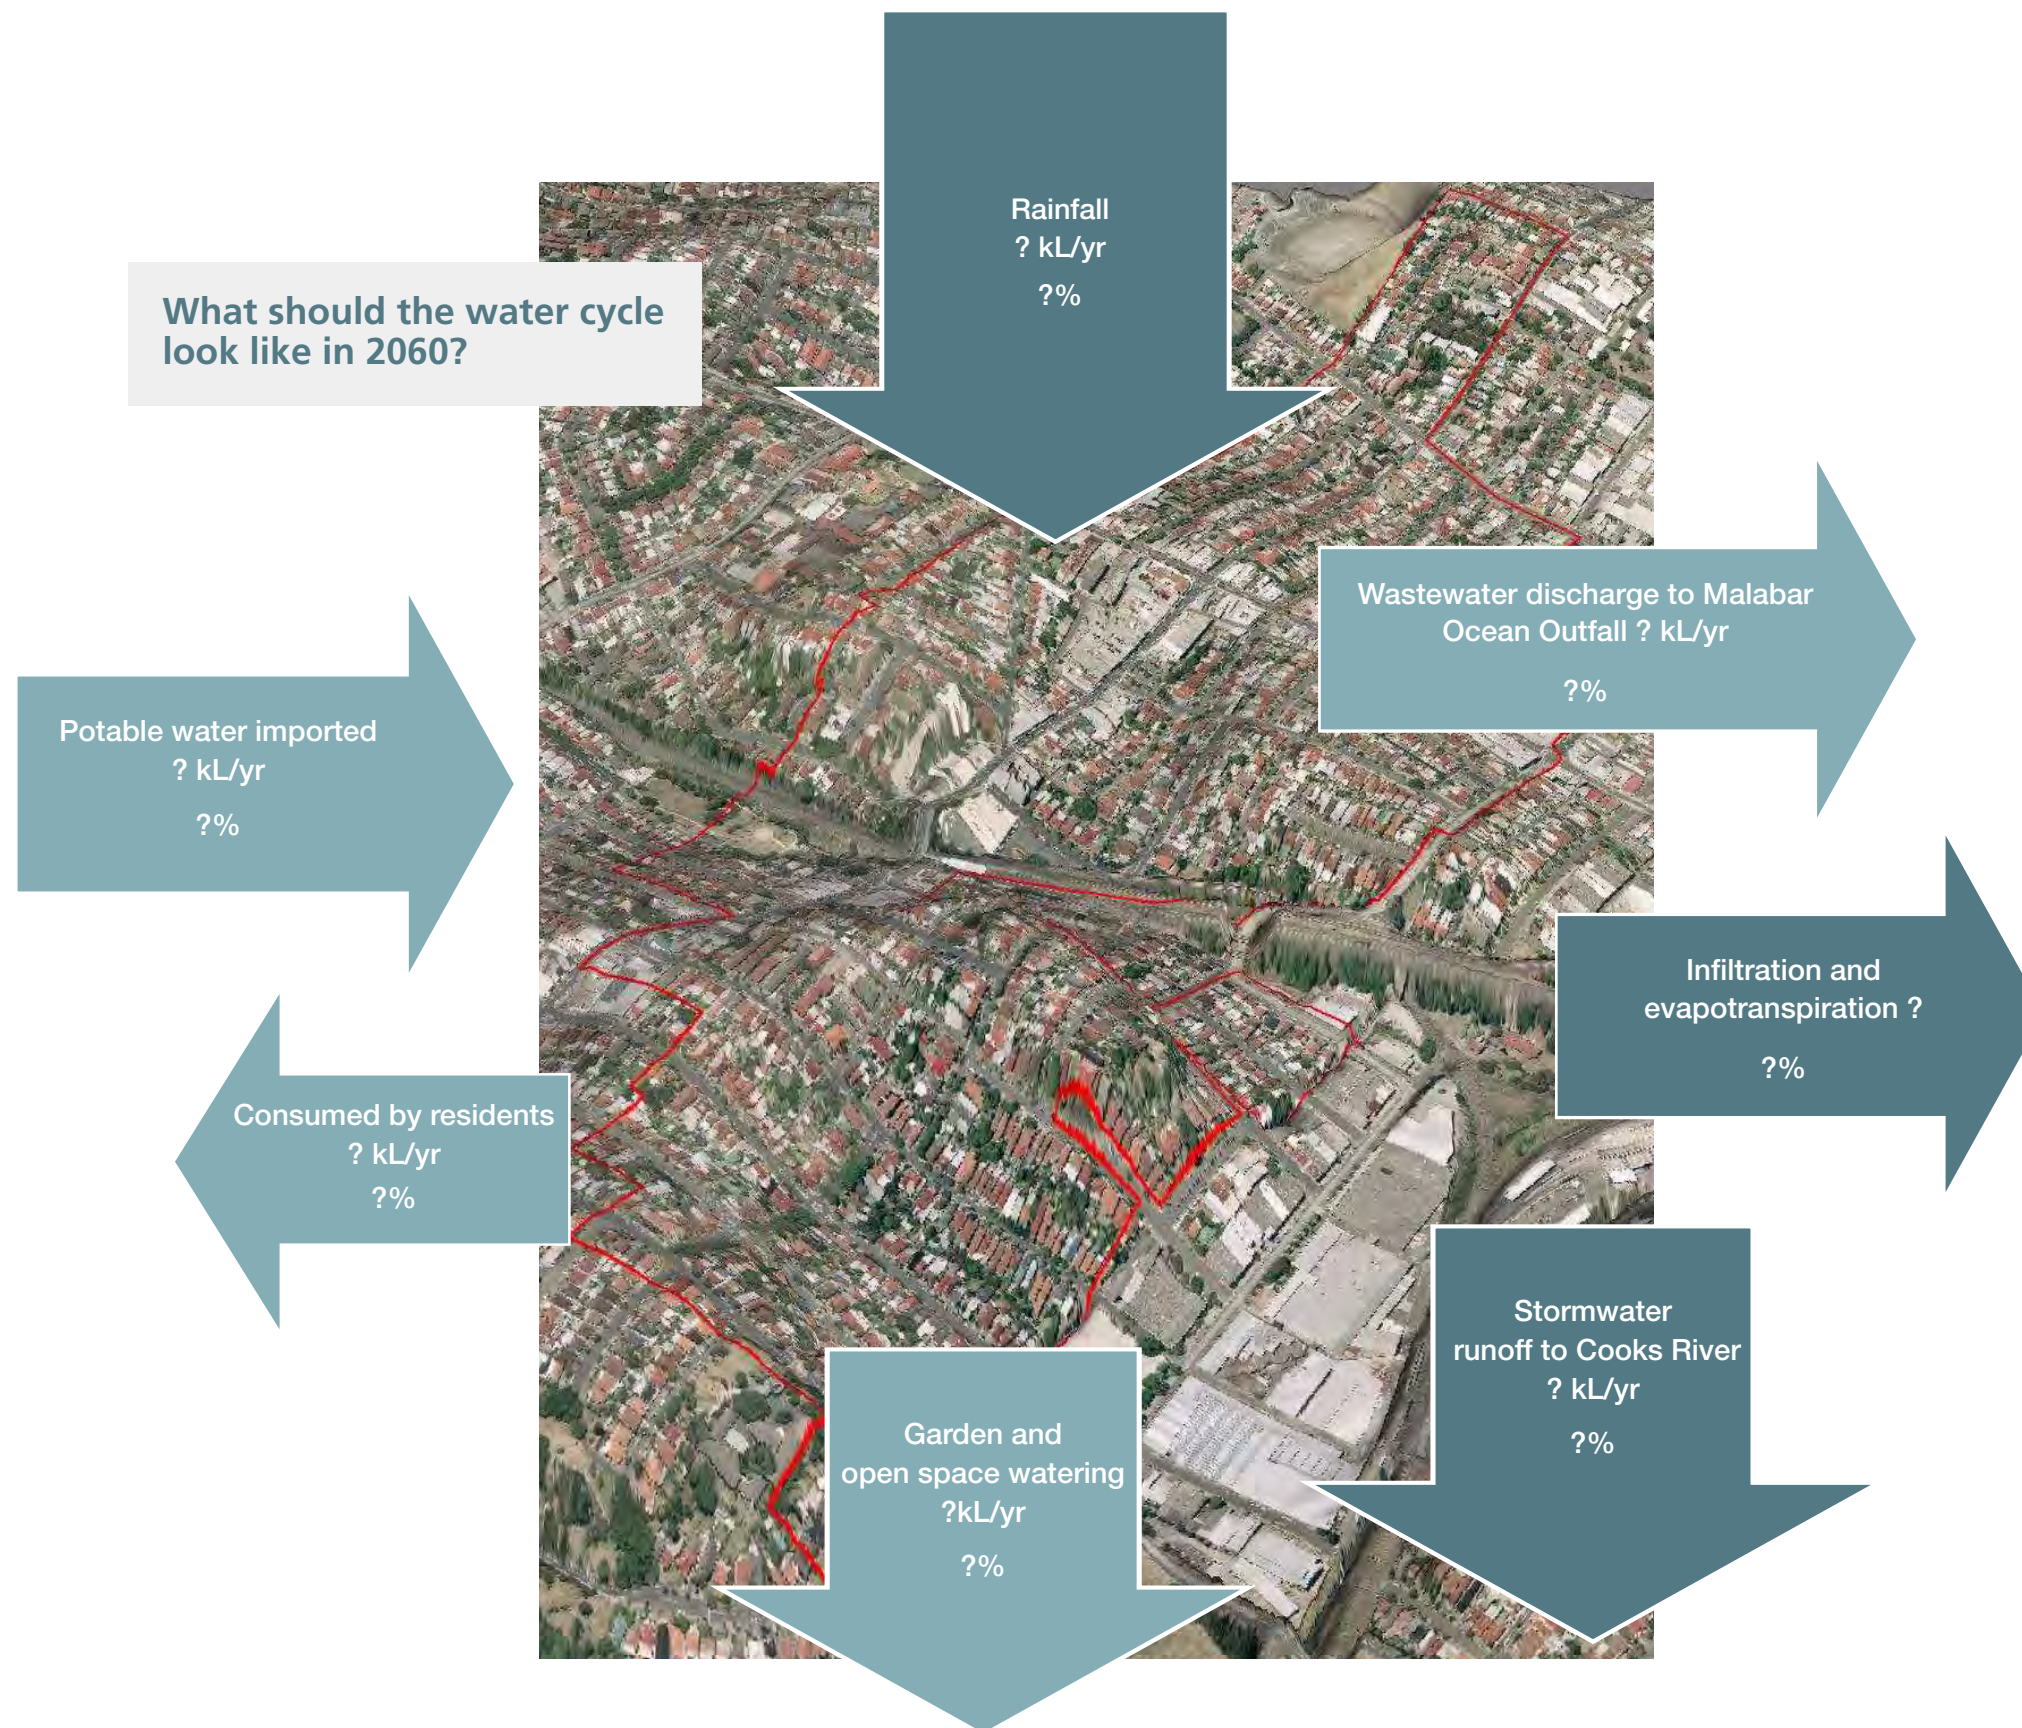 What should the water cycle
look like in 2060?
Rainfall
? kL/yr
?%
Wastewater discharge to Malabar
Ocean Outfall ? kL/yr
?%
Potable water imported
? kL/yr
?%
Infiltration and
evapotranspiration ?
?%
Consumed by residents
? kL/yr
?%
Stormwater
runoff to Cooks River
? kL/yr
?%
Garden and
open space watering
?kL/yr
?%